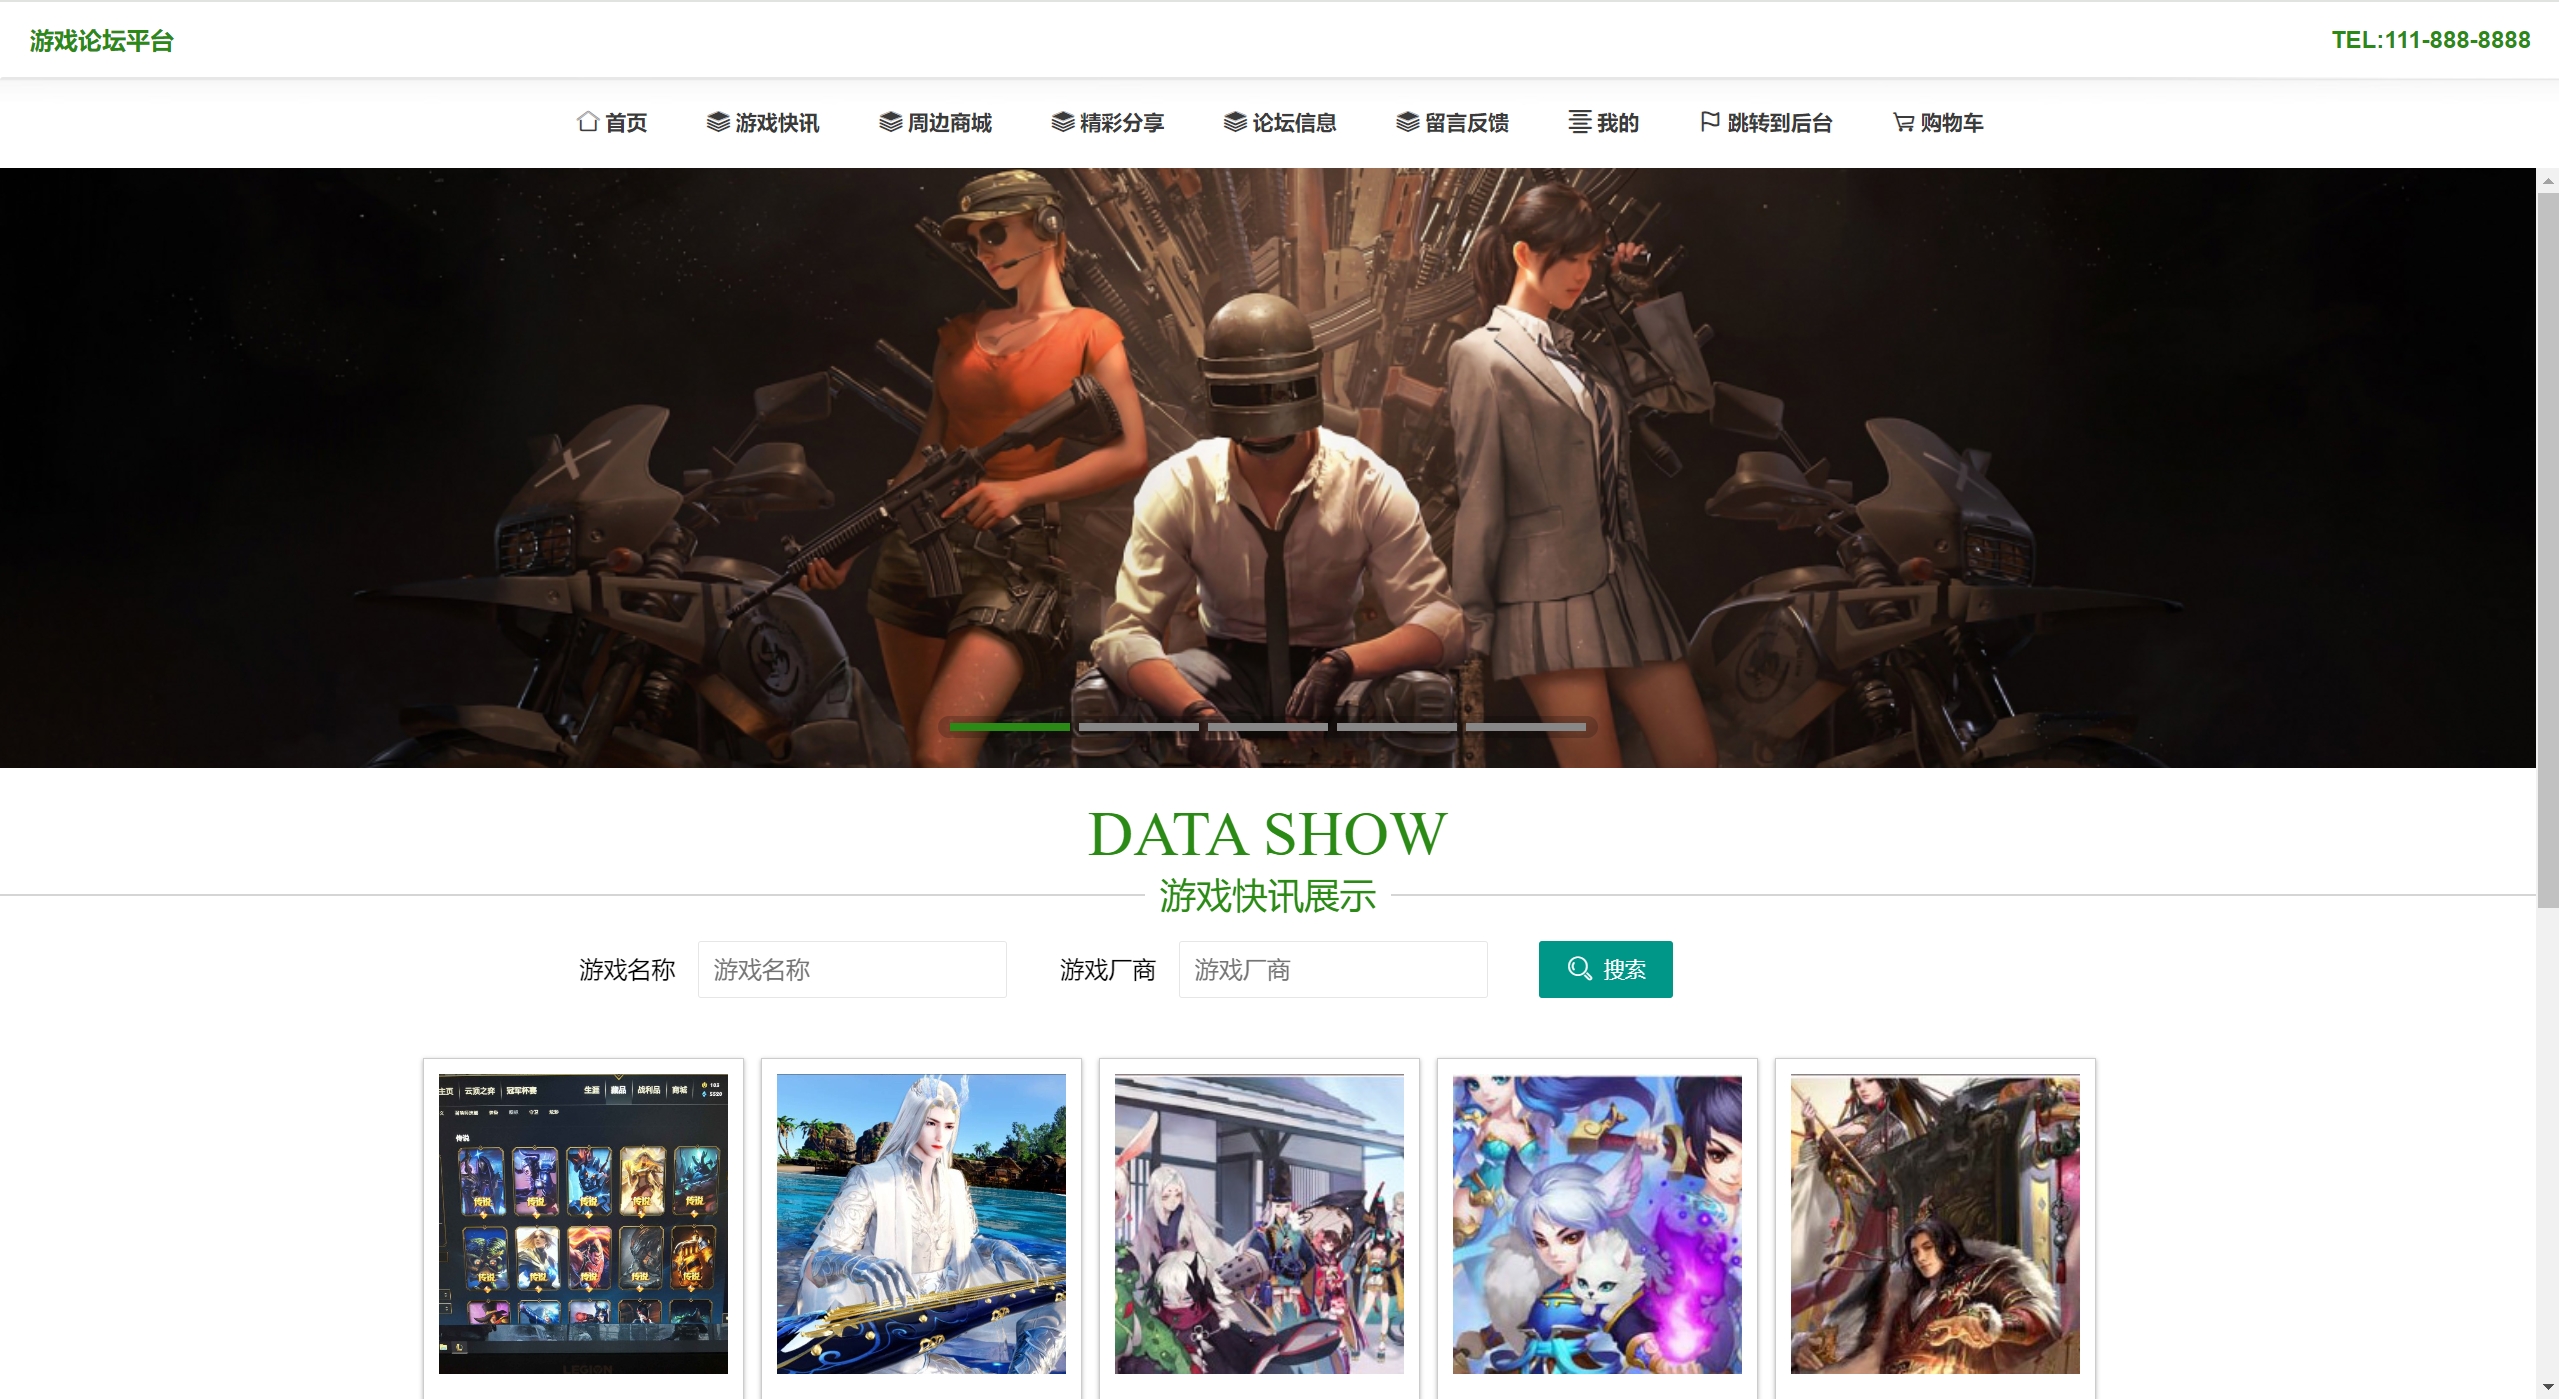 游戏论坛平台
TEL:111-888-8888
首页 游戏快讯 周边商城 精彩分享 论坛信息 留言反馈 我的 跳转到后台 购物车
DATA SHOW
游戏快讯展示
游戏名称 游戏名称 游戏厂商 游戏厂商 搜索
主页 云顶之弈 冠军杯赛 生涯 藏品 战利品 商城
传说
传说 传说 传说 传说 传说
传说 传说 传说 传说 传说
LEGION